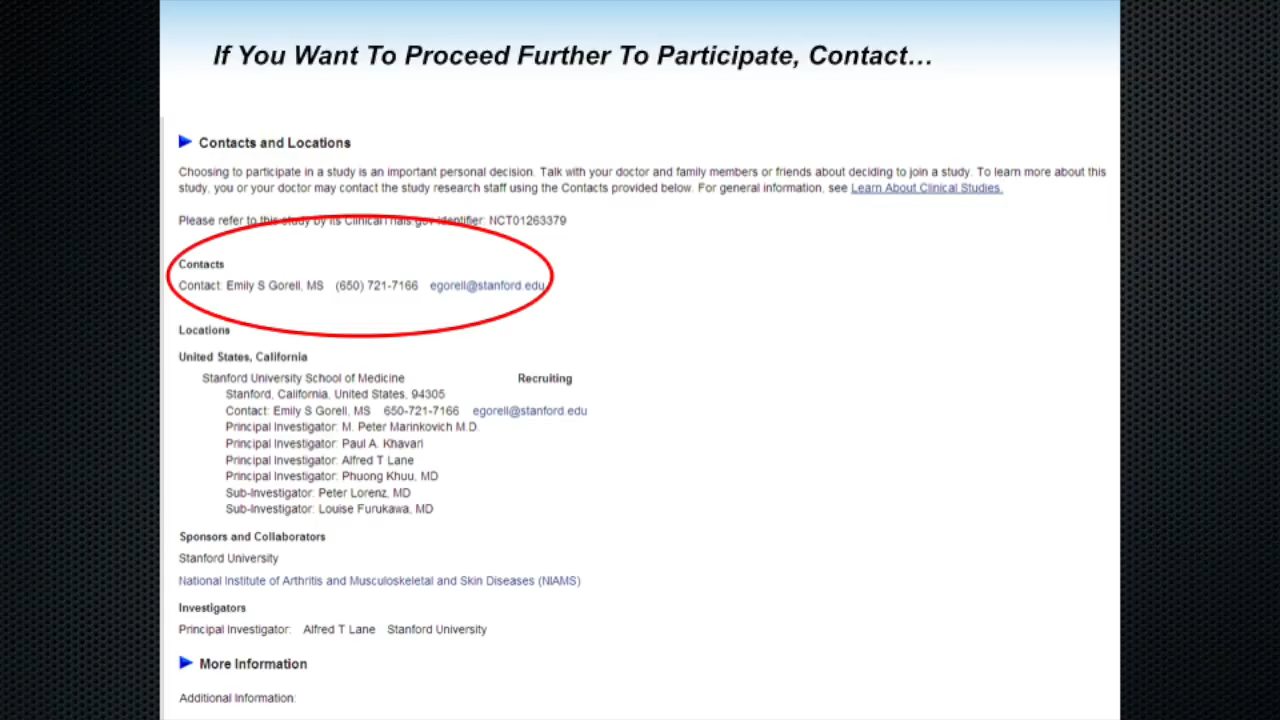 If You Want To Proceed Further To Participate, Contact…
Contacts and Locations
Choosing to participate in a study is an important personal decision. Talk with your doctor and family members or friends about deciding to join a study. To learn more about this
study, you or your doctor may contact the study research staff using the Contacts provided below. For general information, see Learn About Clinical Studies.
Please refer to this study by its ClinicalTrials.gov identifier: NCT01263379
Contacts
Contact: Emily S Gorell, MS (650) 721-7166 egorell@stanford.edu
Locations
United States, California
Stanford University School of Medicine Recruiting
Stanford, California, United States, 94305
Contact: Emily S Gorell, MS 650-721-7166 egorell@stanford.edu
Principal Investigator: M. Peter Marinkovich M.D.
Principal Investigator: Paul A. Khavari
Principal Investigator: Alfred T Lane
Principal Investigator: Phuong Khuu, MD
Sub-Investigator: Peter Lorenz, MD
Sub-Investigator: Louise Furukawa, MD
Sponsors and Collaborators
Stanford University
National Institute of Arthritis and Musculoskeletal and Skin Diseases (NIAMS)
Investigators
Principal Investigator: Alfred T Lane Stanford University
More Information
Additional Information: